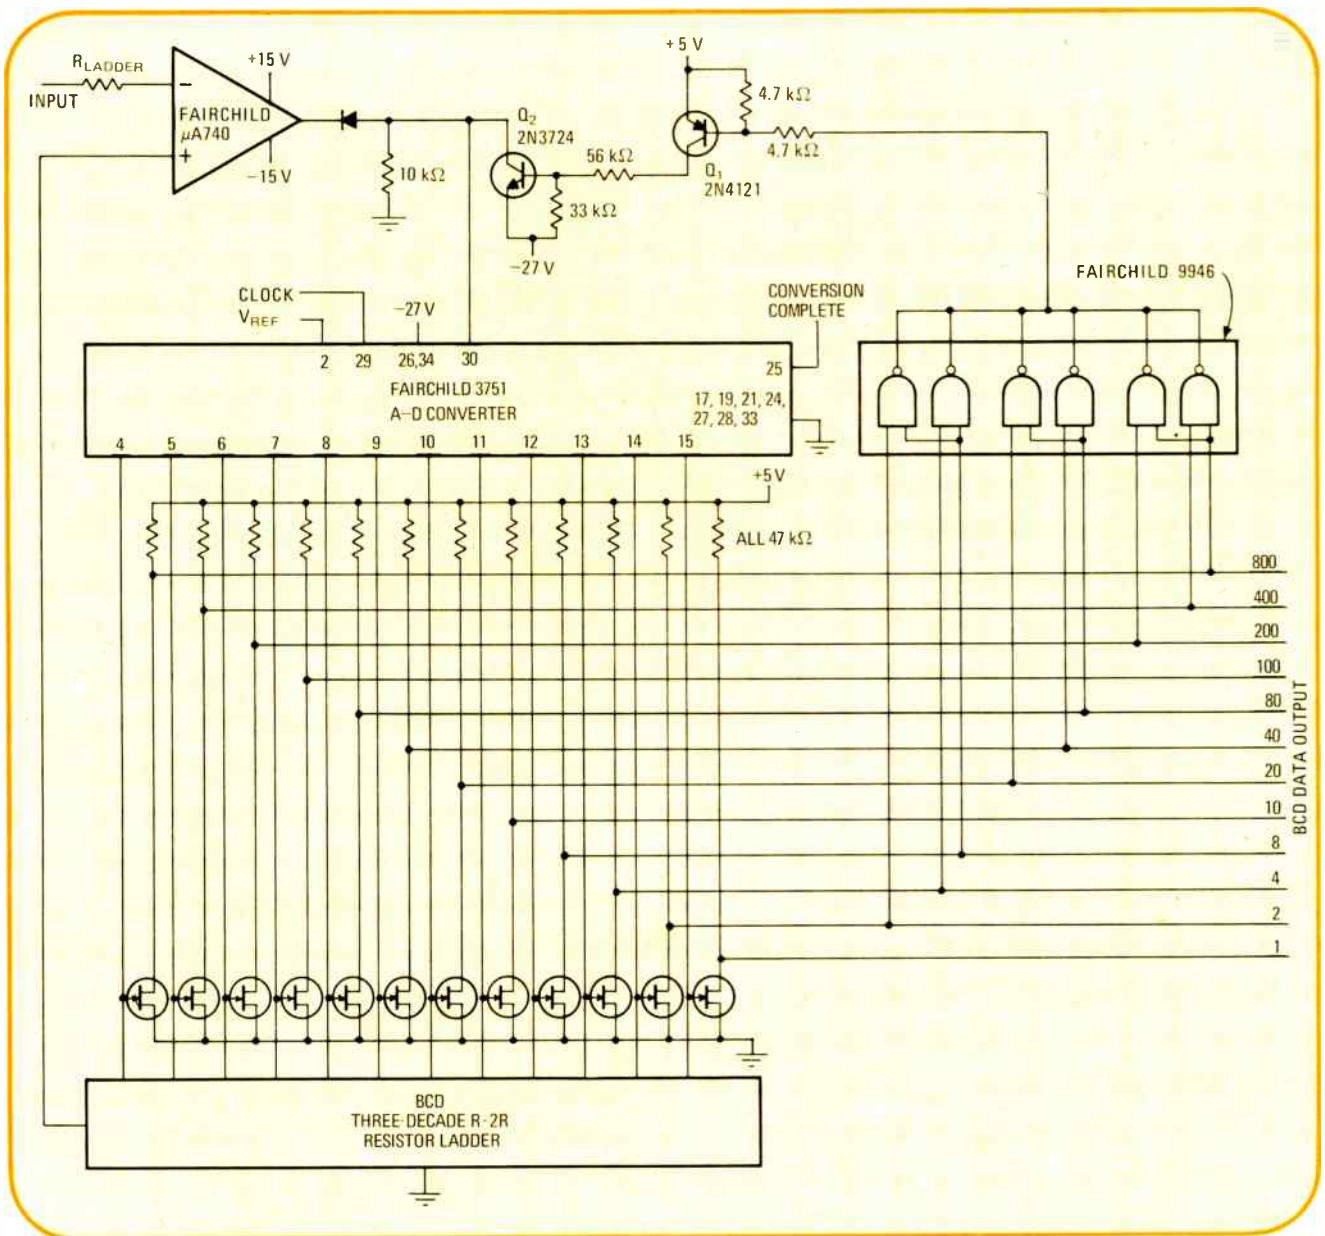 R LADDER
INPUT
+15 V
FAIRCHILD
μA740
−
+
−15 V
10 kΩ
Q2
2N3724
56 kΩ
33 kΩ
−27 V
+5 V
4.7 kΩ
4.7 kΩ
Q1
2N4121
FAIRCHILD 9946
CLOCK
VREF
−27 V
CONVERSION
COMPLETE
2 29 26,34 30
25
FAIRCHILD 3751
A–D CONVERTER
17, 19, 21, 24,
27, 28, 33
4 5 6 7 8 9 10 11 12 13 14 15
+5 V
ALL 47 kΩ
800
400
200
100
80
40
20
10
8
4
2
1
BCD DATA OUTPUT
BCD
THREE-DECADE R-2R
RESISTOR LADDER